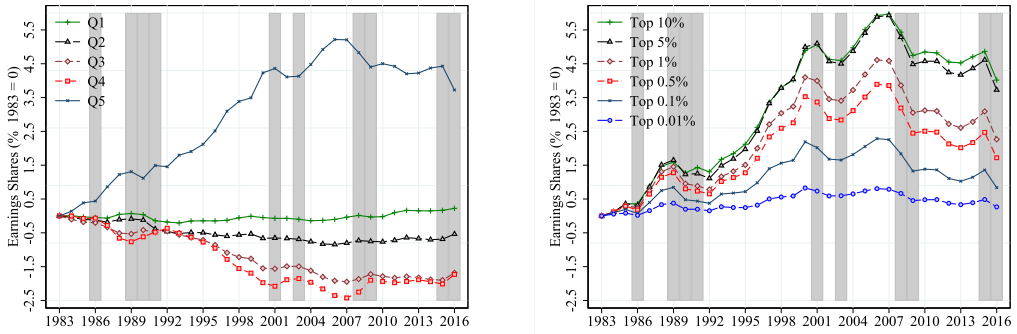 Earnings Shares (% 1983 = 0)
5.5
4.5
3.5
2.5
1.5
0.5
-0.5
-1.5
-2.5
Q1
Q2
Q3
Q4
Q5
1983 1986 1989 1992 1995 1998 2001 2004 2007 2010 2013 2016
Earnings Shares (% 1983 = 0)
5.5
4.5
3.5
2.5
1.5
0.5
-0.5
-1.5
-2.5
Top 10%
Top 5%
Top 1%
Top 0.5%
Top 0.1%
Top 0.01%
1983 1986 1989 1992 1995 1998 2001 2004 2007 2010 2013 2016